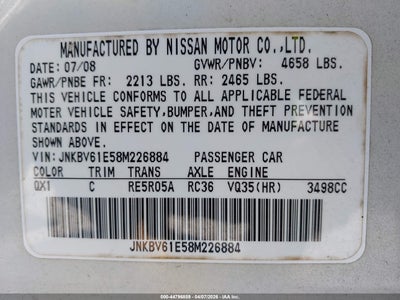 MANUFACTURED BY NISSAN MOTOR CO.,LTD.
DATE: 07/08 GVWR/PNBV: 4658 LBS.
GAWR/PNBE FR: 2213 LBS. RR: 2465 LBS.
THIS VEHICLE CONFORMS TO ALL APPLICABLE FEDERAL
MOTOR VEHICLE SAFETY,BUMPER,AND THEFT PREVENTION
STANDARDS IN EFFECT ON THE DATE OF MANUFACTURE
SHOWN ABOVE.
VIN: JNKBV61E58M226884 PASSENGER CAR
COLOR TRIM TRANS AXLE ENGINE
QX1 C RE5R05A RC36 VQ35(HR) 3498CC
JNKBV61E58M226884